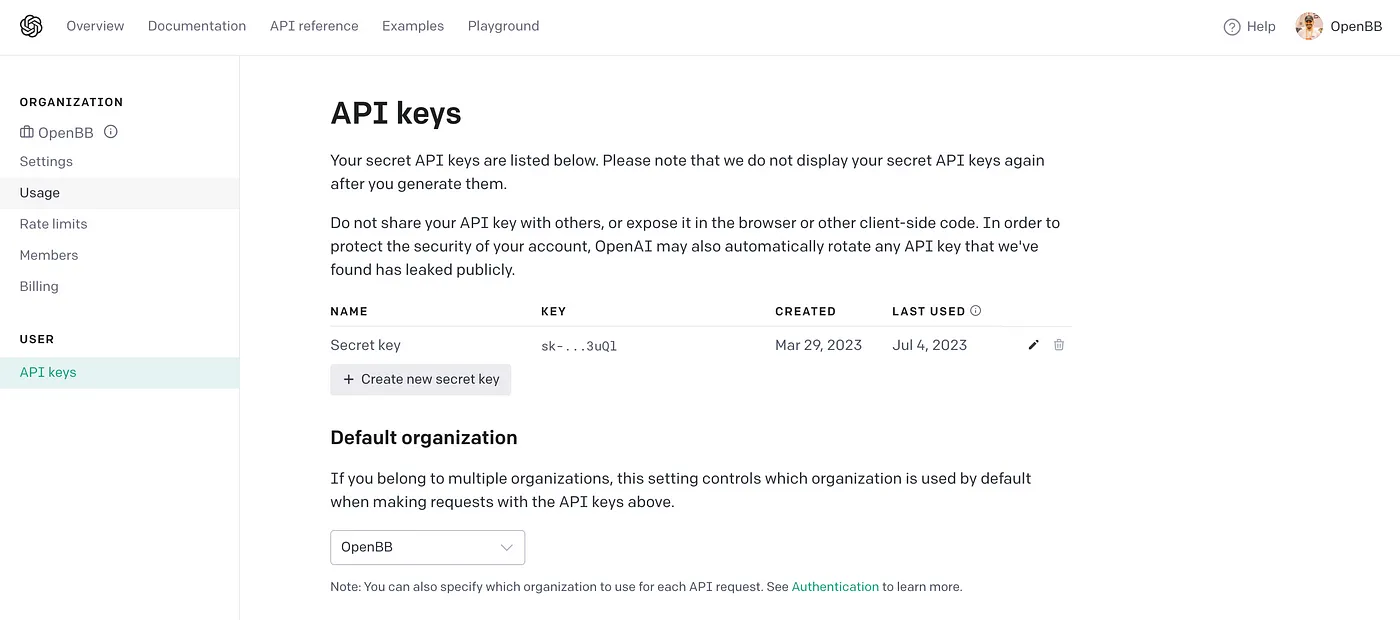 Overview Documentation API reference Examples Playground Help OpenBB
ORGANIZATION
OpenBB
Settings
Usage
Rate limits
Members
Billing
USER
API keys
API keys
Your secret API keys are listed below. Please note that we do not display your secret API keys again
after you generate them.
Do not share your API key with others, or expose it in the browser or other client-side code. In order to
protect the security of your account, OpenAI may also automatically rotate any API key that we've
found has leaked publicly.
NAME KEY CREATED LAST USED
Secret key sk-...3uQl Mar 29, 2023 Jul 4, 2023
+ Create new secret key
Default organization
If you belong to multiple organizations, this setting controls which organization is used by default
when making requests with the API keys above.
OpenBB
Note: You can also specify which organization to use for each API request. See Authentication to learn more.